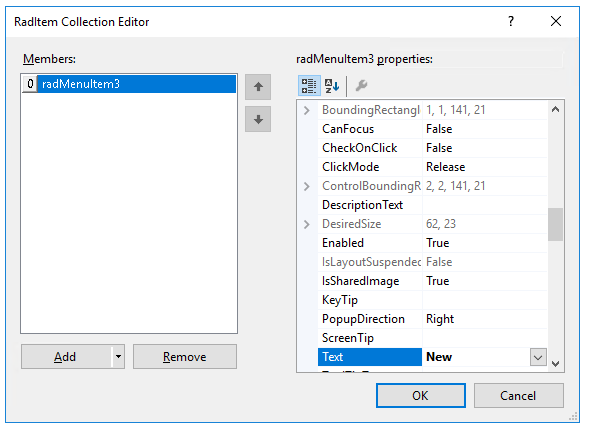 RadItem Collection Editor
Members:
0 radMenuItem3
Add
Remove
radMenuItem3 properties:
BoundingRectangl 1, 1, 141, 21
CanFocus False
CheckOnClick False
ClickMode Release
ControlBoundingR 2, 2, 141, 21
DescriptionText
DesiredSize 62, 23
Enabled True
IsLayoutSuspended False
IsSharedImage True
KeyTip
PopupDirection Right
ScreenTip
Text New
OK
Cancel